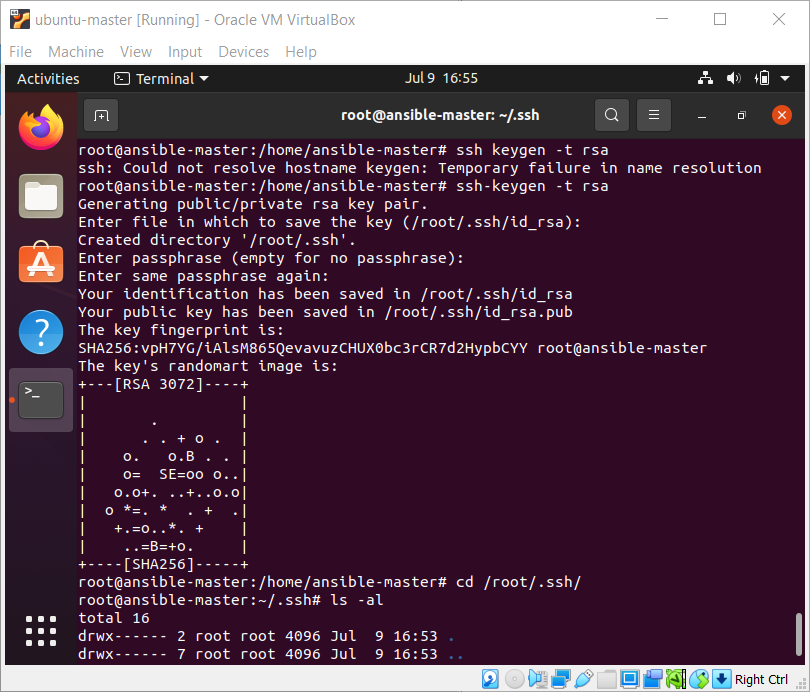 ubuntu-master [Running] - Oracle VM VirtualBox
File Machine View Input Devices Help
Activities Terminal Jul 9 16:55
root@ansible-master: ~/.ssh
root@ansible-master:/home/ansible-master# ssh keygen -t rsa
ssh: Could not resolve hostname keygen: Temporary failure in name resolution
root@ansible-master:/home/ansible-master# ssh-keygen -t rsa
Generating public/private rsa key pair.
Enter file in which to save the key (/root/.ssh/id_rsa):
Created directory '/root/.ssh'.
Enter passphrase (empty for no passphrase):
Enter same passphrase again:
Your identification has been saved in /root/.ssh/id_rsa
Your public key has been saved in /root/.ssh/id_rsa.pub
The key fingerprint is:
SHA256:vpH7YG/iAlsM865QevavuzCHUX0bc3rCR7d2HypbCYY root@ansible-master
The key's randomart image is:
+---[RSA 3072]----+
|                 |
|       .         |
|      . . + o .  |
|    o.   o.B . . |
|    o=  SE=oo o..|
|   o.o+. ..+..o.o|
|  o *=. *  . +  .|
|   +.=o..*. +    |
|    ..=B=+o.     |
+----[SHA256]-----+
root@ansible-master:/home/ansible-master# cd /root/.ssh/
root@ansible-master:~/.ssh# ls -al
total 16
drwx------ 2 root root 4096 Jul  9 16:53 .
drwx------ 7 root root 4096 Jul  9 16:53 ..
Right Ctrl